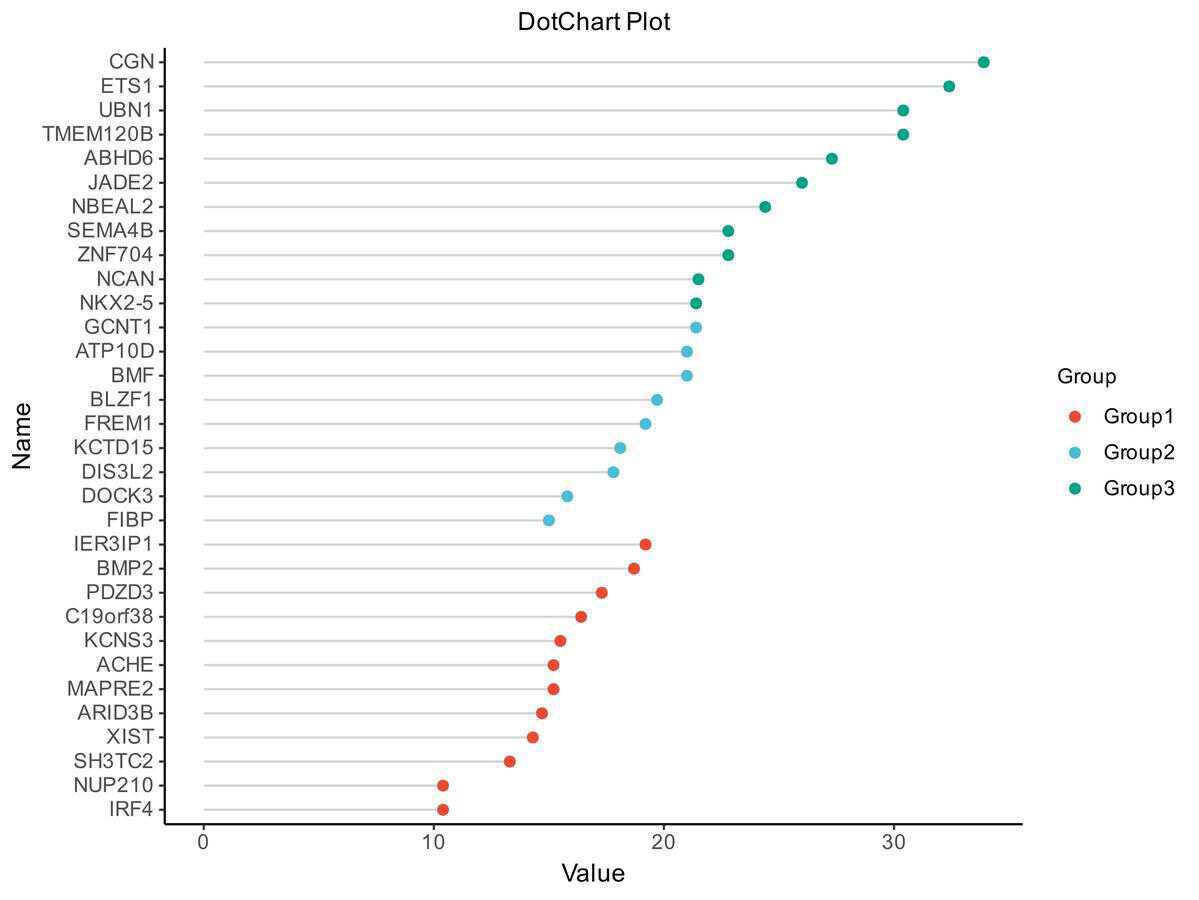 DotChart Plot
CGN
ETS1
UBN1
TMEM120B
ABHD6
JADE2
NBEAL2
SEMA4B
ZNF704
NCAN
NKX2-5
GCNT1
ATP10D
BMF
BLZF1
FREM1
KCTD15
DIS3L2
DOCK3
FIBP
IER3IP1
BMP2
PDZD3
C19orf38
KCNS3
ACHE
MAPRE2
ARID3B
XIST
SH3TC2
NUP210
IRF4
Name
0 10 20 30
Value
Group
Group1
Group2
Group3